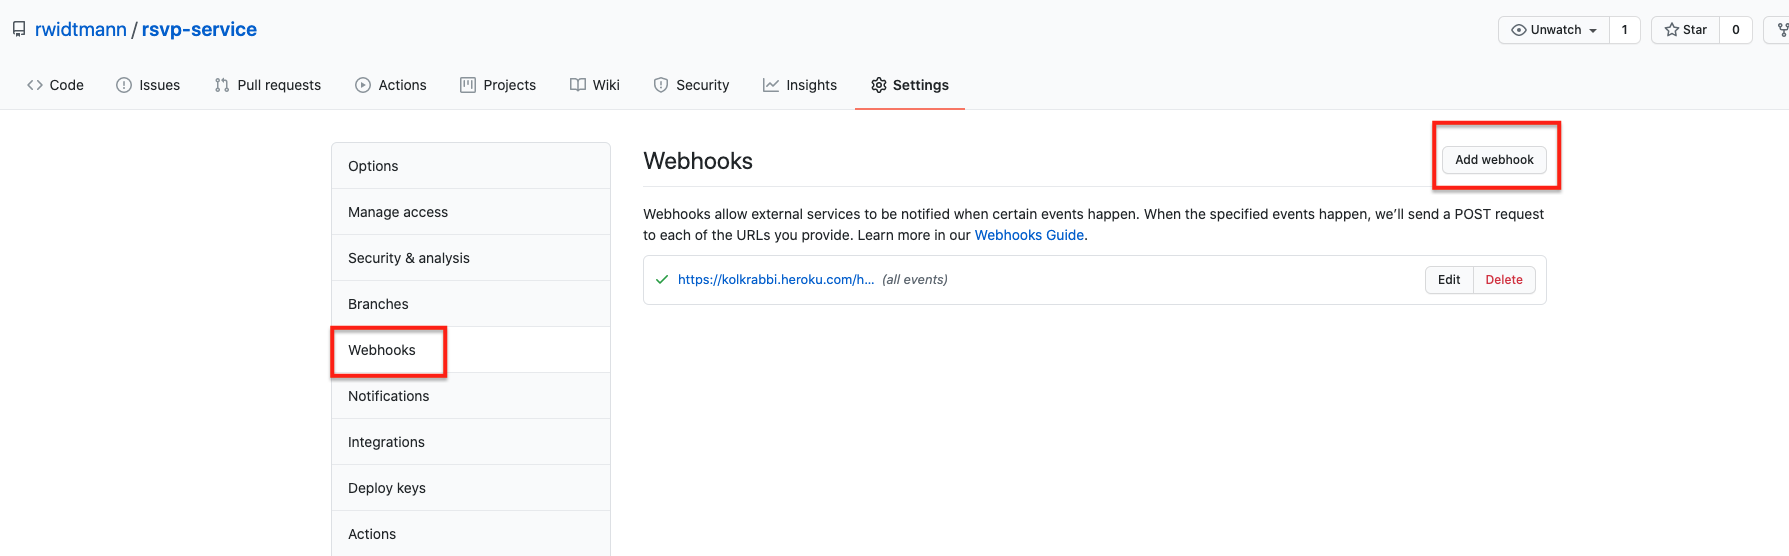 rwidtmann / rsvp-service
Unwatch 1 Star 0
Code Issues Pull requests Actions Projects Wiki Security Insights Settings
Options
Manage access
Security & analysis
Branches
Webhooks
Notifications
Integrations
Deploy keys
Actions
Webhooks
Add webhook
Webhooks allow external services to be notified when certain events happen. When the specified events happen, we’ll send a POST request
to each of the URLs you provide. Learn more in our Webhooks Guide.
https://kolkrabbi.heroku.com/h... (all events) Edit Delete